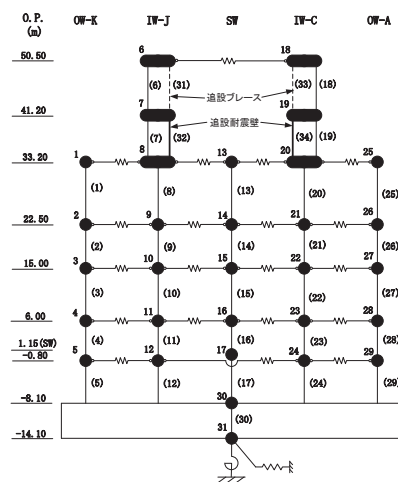 O.P. OW-K IW-J SW IW-C OW-A
(m)
6 18
50.50
(6) (31) (33) (18)
追設ブレース
7 19
41.20
追設耐震壁
(7) (32) (34) (19)
1 8 13 20 25
33.20
(1) (8) (13) (20) (25)
2 9 14 21 26
22.50
(2) (9) (14) (21) (26)
3 10 15 22 27
15.00
(3) (10) (15) (22) (27)
4 11 16 23 28
6.00
(4) (11) (16) (23) (28)
1.15(SW)
5 12 17 24 29
-0.80
(5) (12) (17) (24) (29)
30
-8.10
(30)
31
-14.10